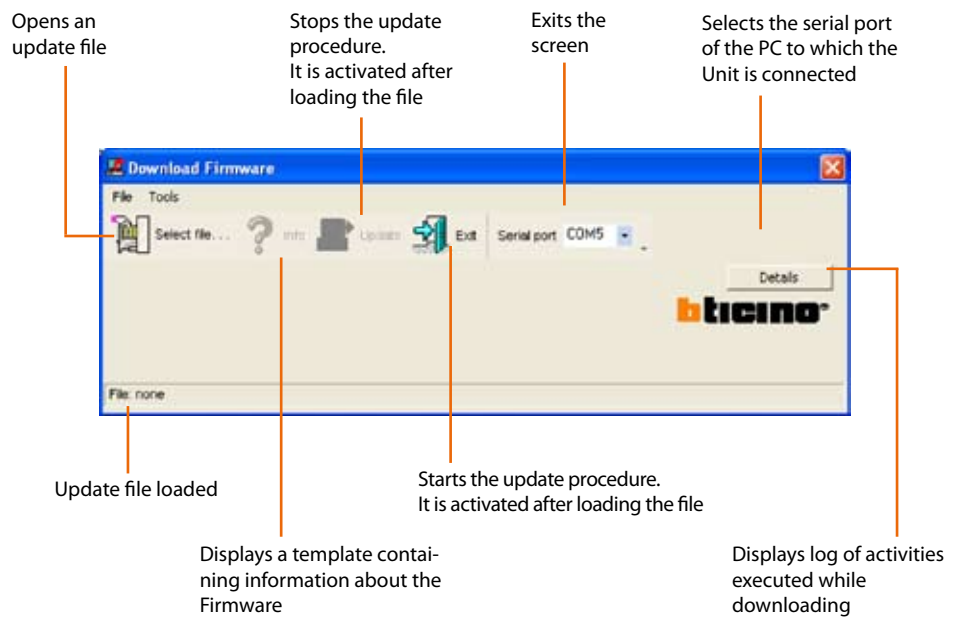 Opens an
update file
Stops the update
procedure.
It is activated after
loading the file
Exits the
screen
Selects the serial port
of the PC to which the
Unit is connected
Download Firmware
File Tools
Select file... Info Update Exit Serial port COM5
Details
bticino
File: none
Update file loaded
Starts the update procedure.
It is activated after loading the file
Displays a template contai-
ning information about the
Firmware
Displays log of activities
executed while
downloading